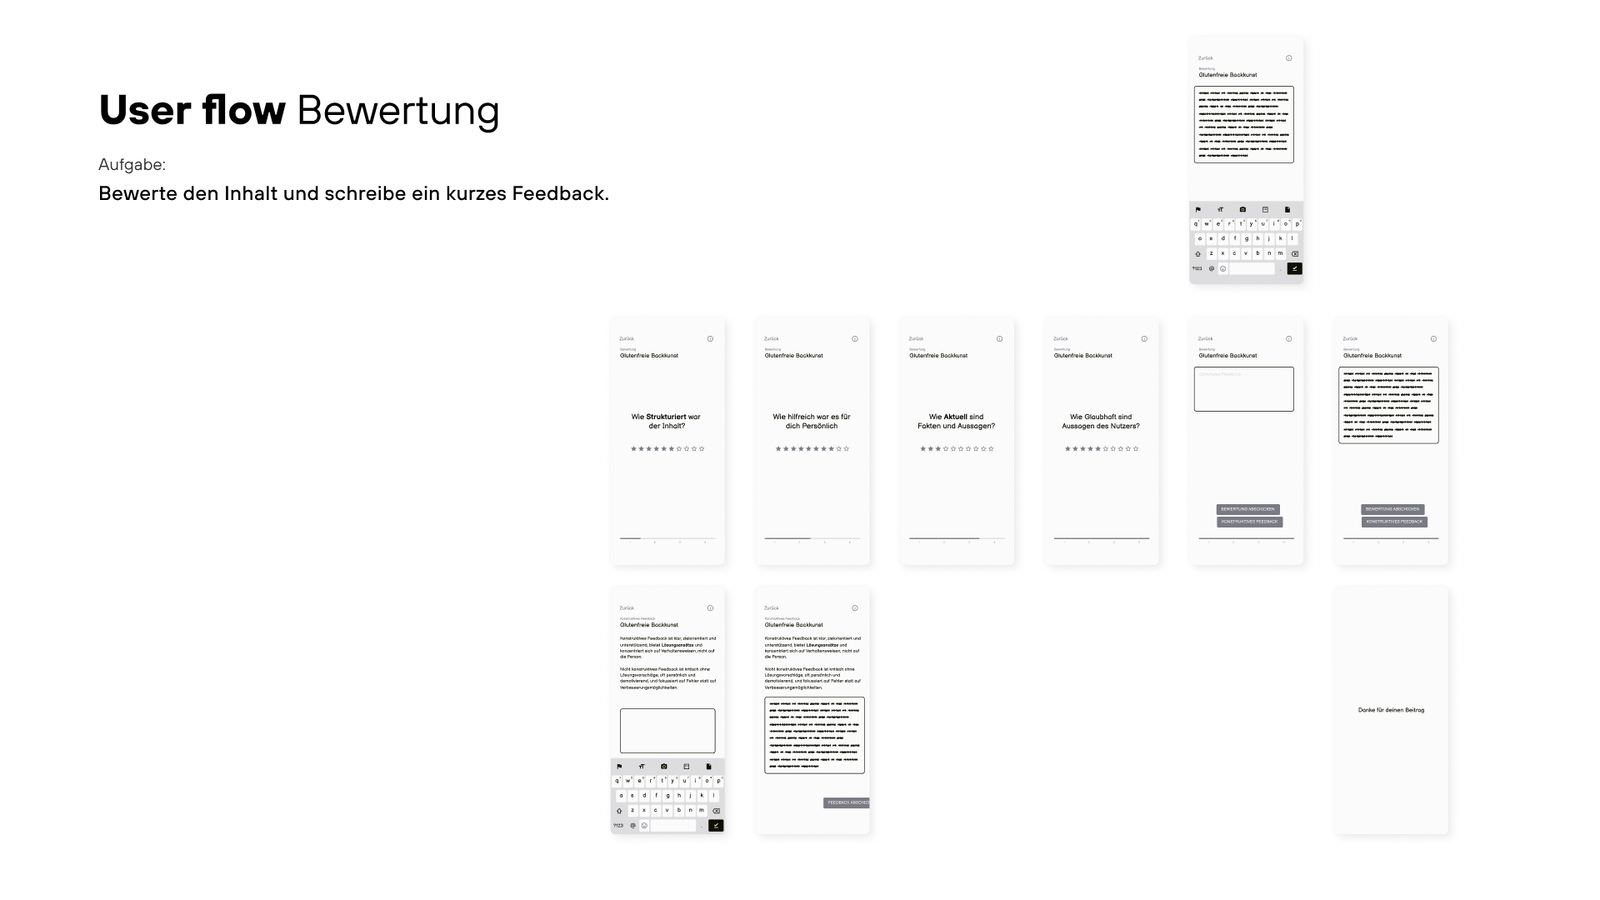 User flow Bewertung
Aufgabe:
Bewerte den Inhalt und schreibe ein kurzes Feedback.
Zurück
Bewertung
Glutenfreie Backkunst
q w e r t y u i o p
a s d f g h j k l
z x c v b n m
?123 @ .
Zurück
Bewertung
Glutenfreie Backkunst
Wie Strukturiert war
der Inhalt?
Zurück
Bewertung
Glutenfreie Backkunst
Wie hilfreich war es für
dich Persönlich
Zurück
Bewertung
Glutenfreie Backkunst
Wie Aktuell sind
Fakten und Aussagen?
Zurück
Bewertung
Glutenfreie Backkunst
Wie Glaubhaft sind
Aussagen des Nutzers?
Zurück
Bewertung
Glutenfreie Backkunst
BEWERTUNG ABSCHICKEN
KONSTRUKTIVES FEEDBACK
Zurück
Bewertung
Glutenfreie Backkunst
BEWERTUNG ABSCHICKEN
KONSTRUKTIVES FEEDBACK
Zurück
Konstruktives Feedback
Glutenfreie Backkunst
Konstruktives Feedback ist klar, zielorientiert und
unterstützend, bietet Lösungsansätze und
konzentriert sich auf Verhaltensweisen, nicht auf
die Person.
Nicht konstruktives Feedback ist kritisch ohne
Lösungsvorschläge, oft persönlich und
demotivierend, und fokussiert auf Fehler statt auf
Verbesserungsmöglichkeiten.
q w e r t y u i o p
a s d f g h j k l
z x c v b n m
?123 @ .
Zurück
Konstruktives Feedback
Glutenfreie Backkunst
Konstruktives Feedback ist klar, zielorientiert und
unterstützend, bietet Lösungsansätze und
konzentriert sich auf Verhaltensweisen, nicht auf
die Person.
Nicht konstruktives Feedback ist kritisch ohne
Lösungsvorschläge, oft persönlich und
demotivierend, und fokussiert auf Fehler statt auf
Verbesserungsmöglichkeiten.
FEEDBACK ABSCHICK
Danke für deinen Beitrag